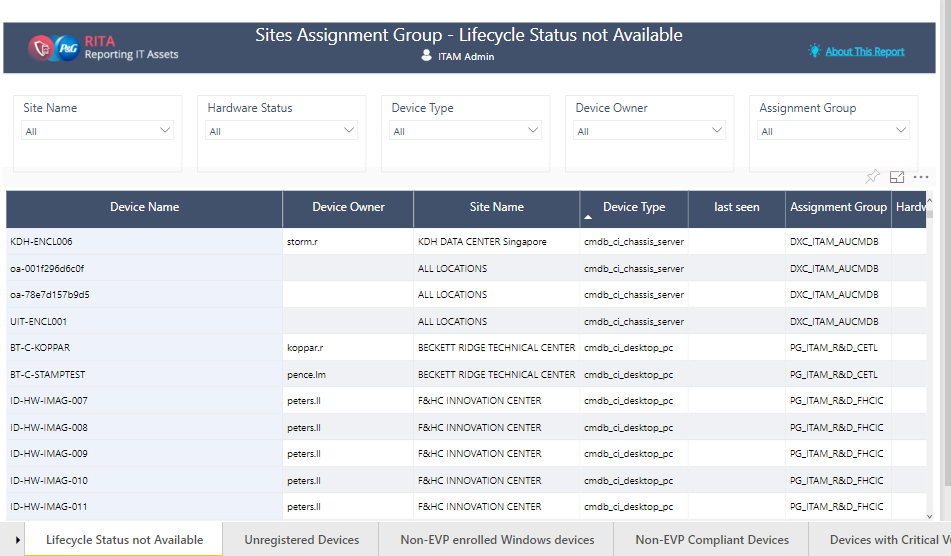 Sites Assignment Group - Lifecycle Status not Available
RITA
P&G
Reporting IT Assets
ITAM Admin
About This Report
Site Name Hardware Status Device Type Device Owner Assignment Group
All All All All All
Device Name Device Owner Site Name Device Type last seen Assignment Group Hardw
KDH-ENCL006 storm.r KDH DATA CENTER Singapore cmdb_ci_chassis_server DXC_ITAM_AUCMDB
oa-001f296d6c0f ALL LOCATIONS cmdb_ci_chassis_server DXC_ITAM_AUCMDB
oa-78e7d157b9d5 ALL LOCATIONS cmdb_ci_chassis_server DXC_ITAM_AUCMDB
UIT-ENCL001 ALL LOCATIONS cmdb_ci_chassis_server DXC_ITAM_AUCMDB
BT-C-KOPPAR koppar.r BECKETT RIDGE TECHNICAL CENTER cmdb_ci_desktop_pc PG_ITAM_R&D_CETL
BT-C-STAMPTEST pence.lm BECKETT RIDGE TECHNICAL CENTER cmdb_ci_desktop_pc PG_ITAM_R&D_CETL
ID-HW-IMAG-007 peters.ll F&HC INNOVATION CENTER cmdb_ci_desktop_pc PG_ITAM_R&D_FHCIC
ID-HW-IMAG-008 peters.ll F&HC INNOVATION CENTER cmdb_ci_desktop_pc PG_ITAM_R&D_FHCIC
ID-HW-IMAG-009 peters.ll F&HC INNOVATION CENTER cmdb_ci_desktop_pc PG_ITAM_R&D_FHCIC
ID-HW-IMAG-010 peters.ll F&HC INNOVATION CENTER cmdb_ci_desktop_pc PG_ITAM_R&D_FHCIC
ID-HW-IMAG-011 peters.ll F&HC INNOVATION CENTER cmdb_ci_desktop_pc PG_ITAM_R&D_FHCIC
Lifecycle Status not Available Unregistered Devices Non-EVP enrolled Windows devices Non-EVP Compliant Devices Devices with Critical V